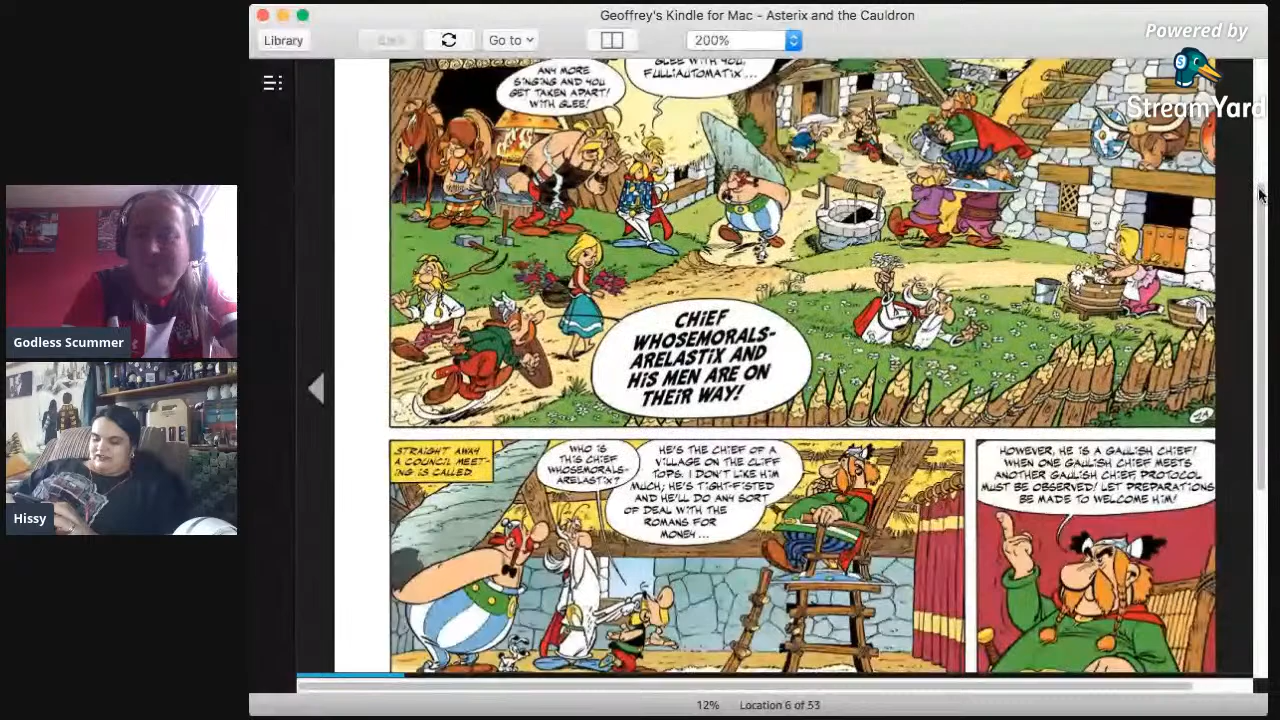 Geoffrey's Kindle for Mac - Asterix and the Cauldron
Powered by
StreamYard
Library
Go to
200%
ANY MORE
SINGING AND YOU
GET TAKEN APART!
WITH GLEE!
GLEE WITH YOU,
FULLIAUTOMATIX...
CHIEF
WHOSEMORALS-
ARELASTIX AND
HIS MEN ARE ON
THEIR WAY!
1A
STRAIGHT AWAY
A COUNCIL MEET-
ING IS CALLED.
WHO IS
THIS CHIEF
WHOSEMORALS-
ARELASTIX?
HE'S THE CHIEF OF A
VILLAGE ON THE CLIFF
TOPS. I DON'T LIKE HIM
MUCH; HE'S TIGHT-FISTED
AND HE'LL DO ANY SORT
OF DEAL WITH THE
ROMANS FOR
MONEY...
HOWEVER, HE IS A GAULISH CHIEF!
WHEN ONE GAULISH CHIEF MEETS
ANOTHER GAULISH CHIEF PROTOCOL
MUST BE OBSERVED! LET PREPARATIONS
BE MADE TO WELCOME HIM!
Godless Scummer
Hissy
12% Location 6 of 53